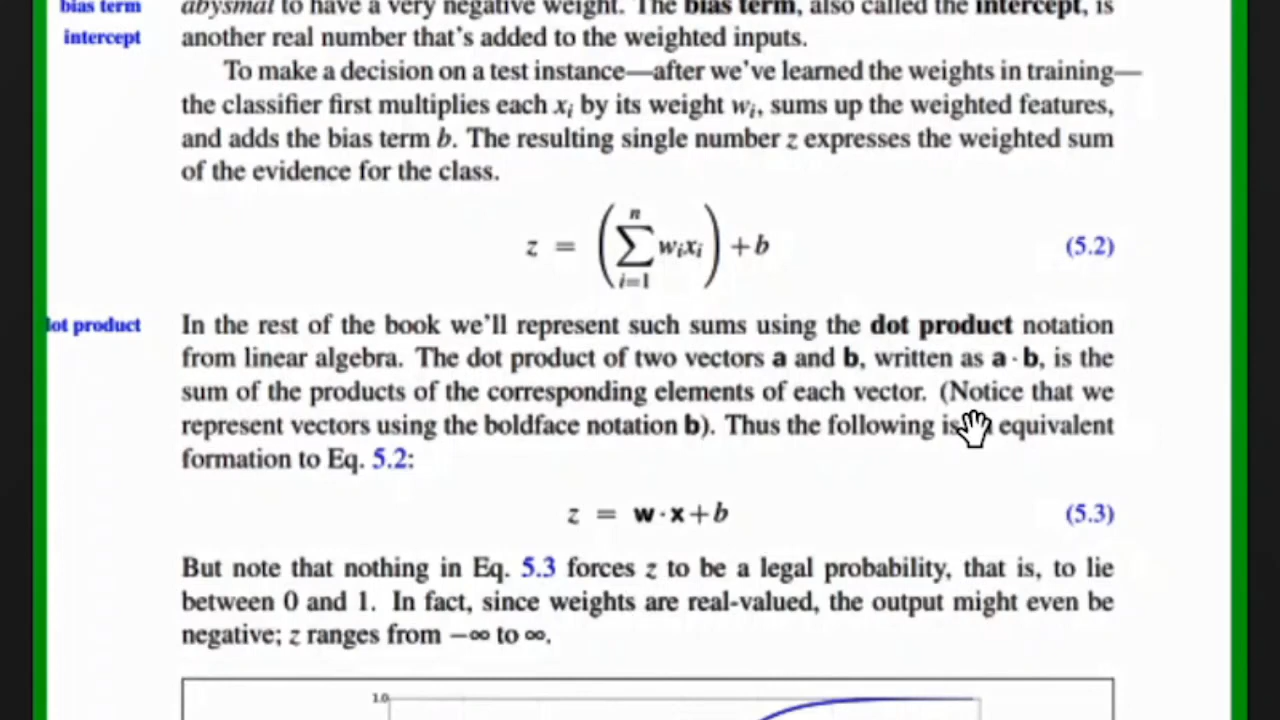 bias term
intercept
abysmal to have a very negative weight. The bias term, also called the intercept, is
another real number that's added to the weighted inputs.
To make a decision on a test instance—after we've learned the weights in training—
the classifier first multiplies each xᵢ by its weight wᵢ, sums up the weighted features,
and adds the bias term b. The resulting single number z expresses the weighted sum
of the evidence for the class.
z = (∑ⁿᵢ₌₁ wᵢxᵢ) + b (5.2)
ot product
In the rest of the book we'll represent such sums using the dot product notation
from linear algebra. The dot product of two vectors a and b, written as a · b, is the
sum of the products of the corresponding elements of each vector. (Notice that we
represent vectors using the boldface notation b). Thus the following is equivalent
formation to Eq. 5.2:
z = w · x + b (5.3)
But note that nothing in Eq. 5.3 forces z to be a legal probability, that is, to lie
between 0 and 1. In fact, since weights are real-valued, the output might even be
negative; z ranges from −∞ to ∞.
1.0